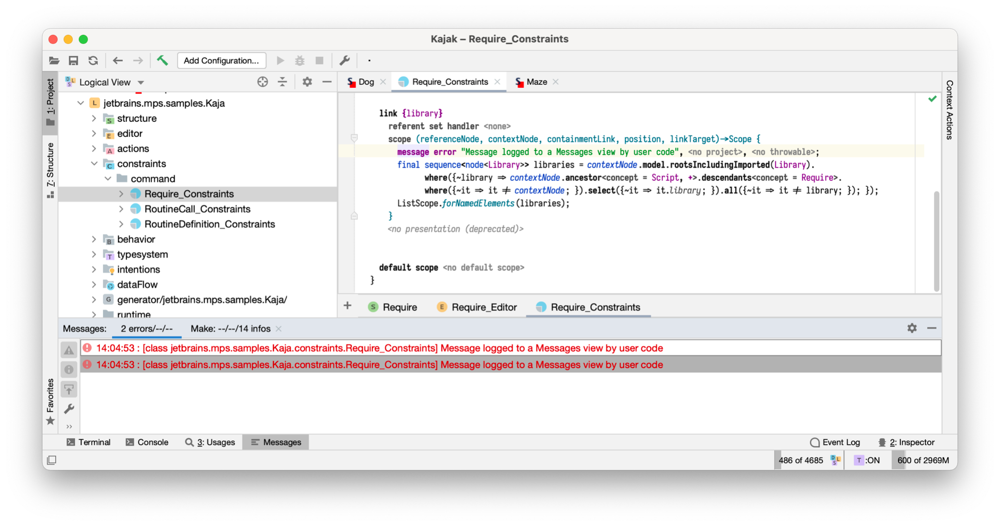 Kajak – Require_Constraints
Add Configuration...
1: Project
Z: Structure
Favorites
Logical View
jetbrains.mps.samples.Kaja
structure
editor
actions
constraints
command
Require_Constraints
RoutineCall_Constraints
RoutineDefinition_Constraints
behavior
typesystem
intentions
dataFlow
generator/jetbrains.mps.samples.Kaja/
runtime
Dog
Require_Constraints
Maze
Context Actions
link {library}
referent set handler <none>
scope (referenceNode, contextNode, containmentLink, position, linkTarget)→Scope {
message error "Message logged to a Messages view by user code", <no project>, <no throwable>;
final sequence<node<Library>> libraries = contextNode.model.rootsIncludingImported(Library).
where({~library ⇒ contextNode.ancestor<concept = Script, +>.descendants<concept = Require>.
where({~it ⇒ it ≠ contextNode; }).select({~it ⇒ it.library; }).all({~it ⇒ it ≠ library; }); });
ListScope.forNamedElements(libraries);
}
<no presentation (deprecated)>
default scope <no default scope>
}
+ S Require E Require_Editor Require_Constraints
Messages: 2 errors/--/-- Make: --/--/14 infos
14:04:53 : [class jetbrains.mps.samples.Kaja.constraints.Require_Constraints] Message logged to a Messages view by user code
14:04:53 : [class jetbrains.mps.samples.Kaja.constraints.Require_Constraints] Message logged to a Messages view by user code
Terminal Console 3: Usages Messages Event Log 2: Inspector
486 of 4685 T :ON 600 of 2969M